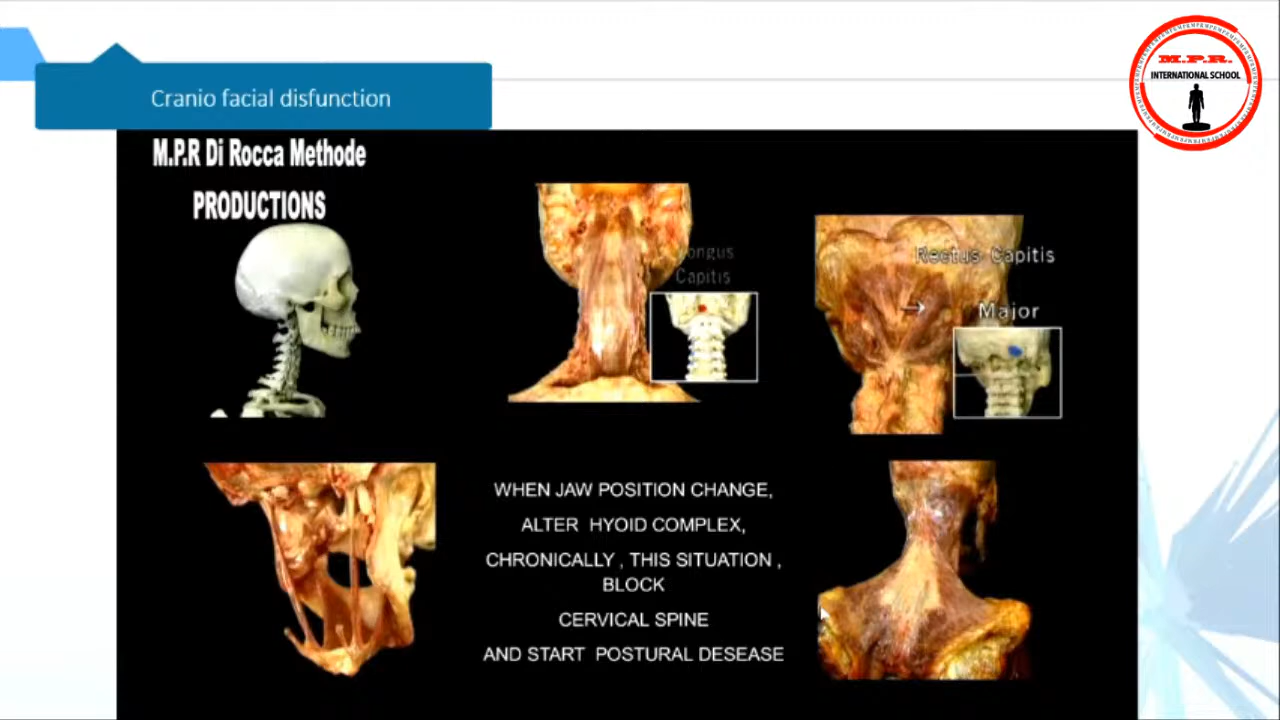 Cranio facial disfunction
M.P.R.
INTERNATIONAL SCHOOL
M.P.R Di Rocca Methode
PRODUCTIONS
Capitis
Rectus Capitis
Major
WHEN JAW POSITION CHANGE,
ALTER HYOID COMPLEX,
CHRONICALLY , THIS SITUATION ,
BLOCK
CERVICAL SPINE
AND START POSTURAL DESEASE